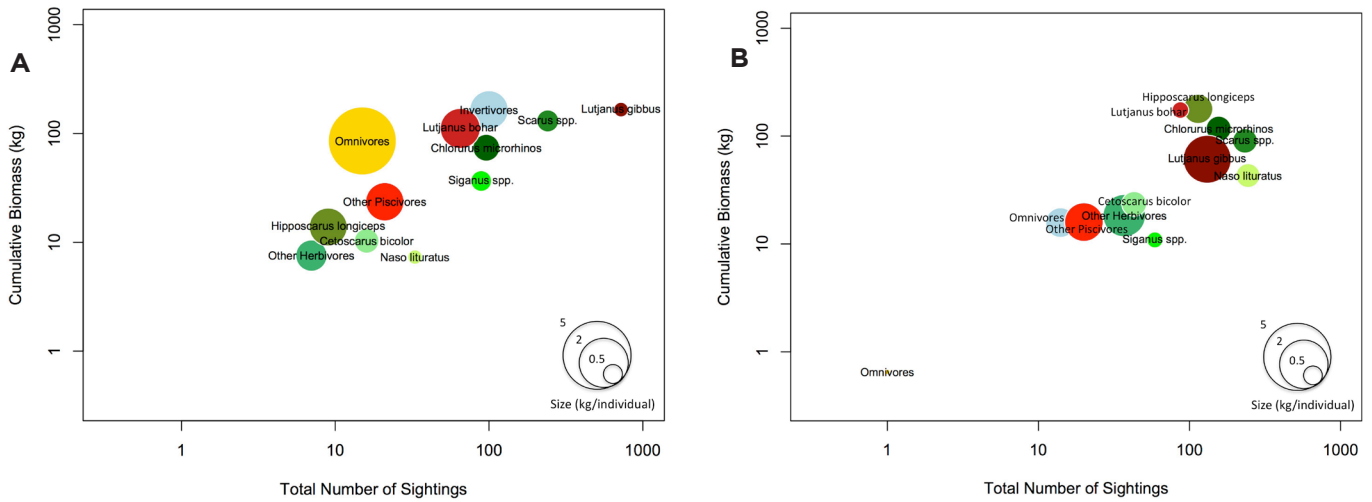 A
Cumulative Biomass (kg)
1000
100
10
1
Invertivores
Lutjanus gibbus
Scarus spp.
Lutjanus bohar
Omnivores
Chlorurus microrhinos
Siganus spp.
Other Piscivores
Hipposcarus longiceps
Cetoscarus bicolor
Other Herbivores
Naso lituratus
5
2
0.5
Size (kg/individual)
1
10
100
1000
Total Number of Sightings
B
Cumulative Biomass (kg)
1000
100
10
1
Hipposcarus longiceps
Lutjanus bohar
Chlorurus microrhinos
Scarus spp.
Lutjanus gibbus
Naso lituratus
Cetoscarus bicolor
Omnivores
Other Herbivores
Other Piscivores
Siganus spp.
Omnivores
5
2
0.5
Size (kg/individual)
1
10
100
1000
Total Number of Sightings